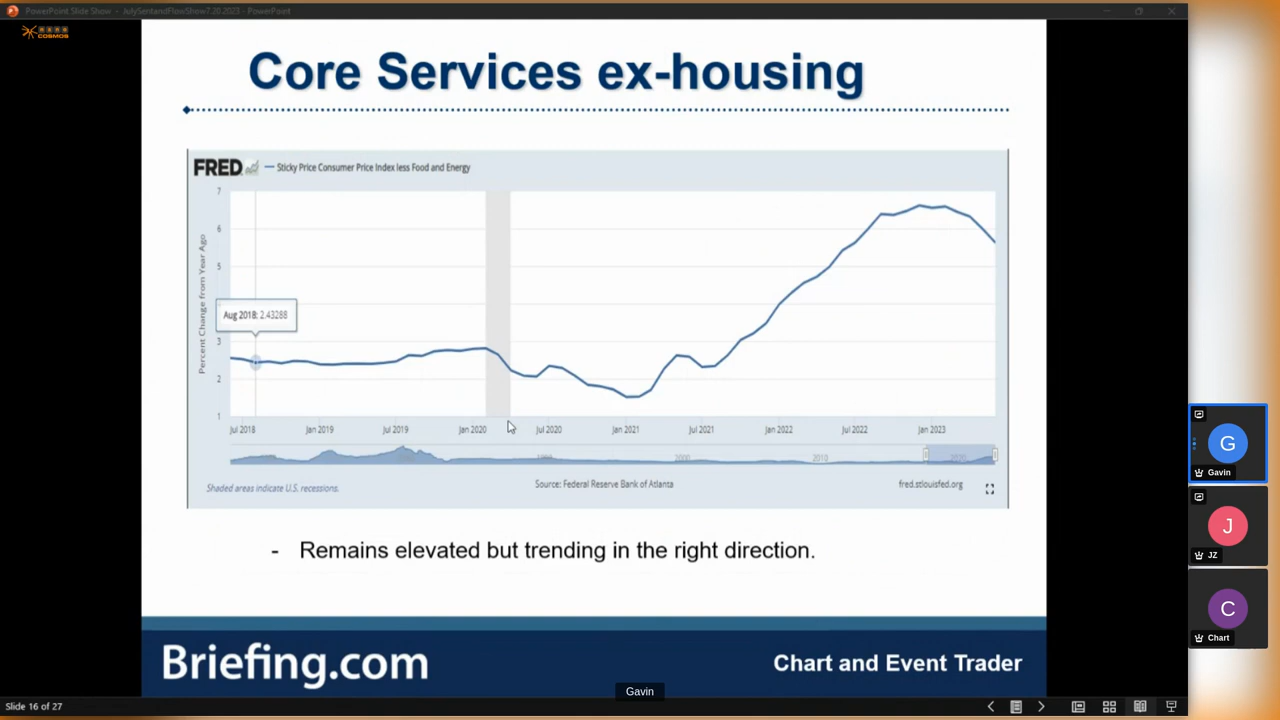 PowerPoint Slide Show - JulySentandFlowShow7.20.2023 - PowerPoint
COSMOS
Core Services ex-housing
FRED
Sticky Price Consumer Price Index less Food and Energy
Percent Change from Year Ago
7
6
5
3
2
1
Aug 2018: 2.43288
Jul 2018
Jan 2019
Jul 2019
Jan 2020
Jul 2020
Jan 2021
Jul 2021
Jan 2022
Jul 2022
Jan 2023
2000
2010
2020
Shaded areas indicate U.S. recessions.
Source: Federal Reserve Bank of Atlanta
fred.stlouisfed.org
- Remains elevated but trending in the right direction.
Briefing.com
Chart and Event Trader
Gavin
Slide 16 of 27
G
Gavin
J
JZ
C
Chart